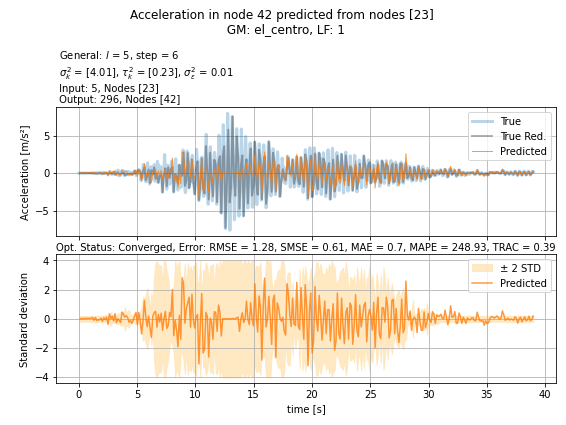 Acceleration in node 42 predicted from nodes [23]
GM: el_centro, LF: 1
General: l = 5, step = 6
σ²ₖ = [4.01], τ²ₖ = [0.23], σ²ε = 0.01
Input: 5, Nodes [23]
Output: 296, Nodes [42]
Acceleration [m/s²]
5
0
−5
True
True Red.
Predicted
Opt. Status: Converged, Error: RMSE = 1.28, SMSE = 0.61, MAE = 0.7, MAPE = 248.93, TRAC = 0.39
Standard deviation
4
2
0
−2
−4
± 2 STD
Predicted
0 5 10 15 20 25 30 35 40
time [s]